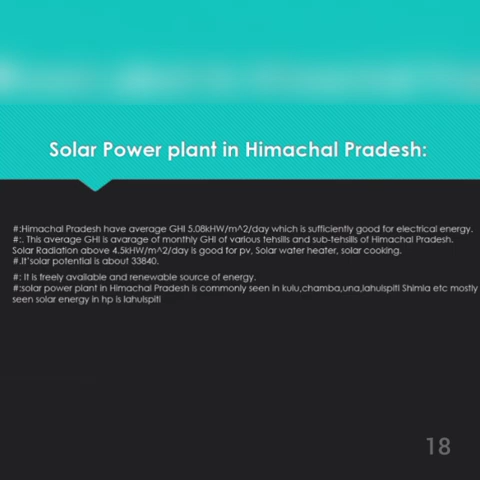 Solar Power plant in Himachal Pradesh:
#:Himachal Pradesh have average GHI 5.08kHW/m^2/day which is sufficiently good for electrical energy.
#:. This average GHI is avarage of monthly GHI of various tehsills and sub-tehsills of Himachal Pradesh.
Solar Radiation above 4.5kHW/m^2/day is good for pv, Solar water heater, solar cooking.
#.It'solar potential is about 33840.
#: It is freely available and renewable source of energy.
#:solar power plant in Himachal Pradesh is commonly seen in kulu,chamba,una,lahulspiti Shimla etc mostly
seen solar energy in hp is lahulspiti
18